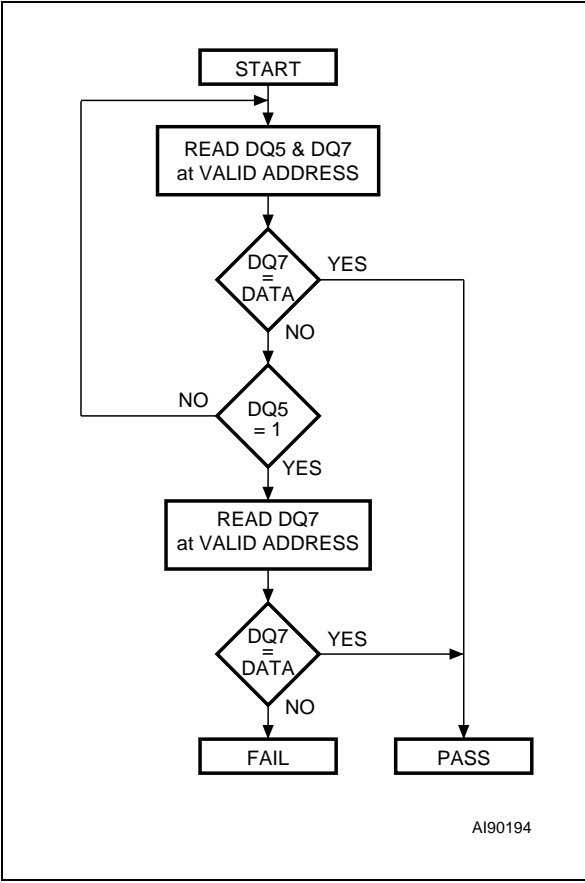 START
READ DQ5 & DQ7
at VALID ADDRESS
DQ7
=
DATA
YES
NO
DQ5
= 1
NO
YES
READ DQ7
at VALID ADDRESS
DQ7
=
DATA
YES
NO
FAIL
PASS
AI90194